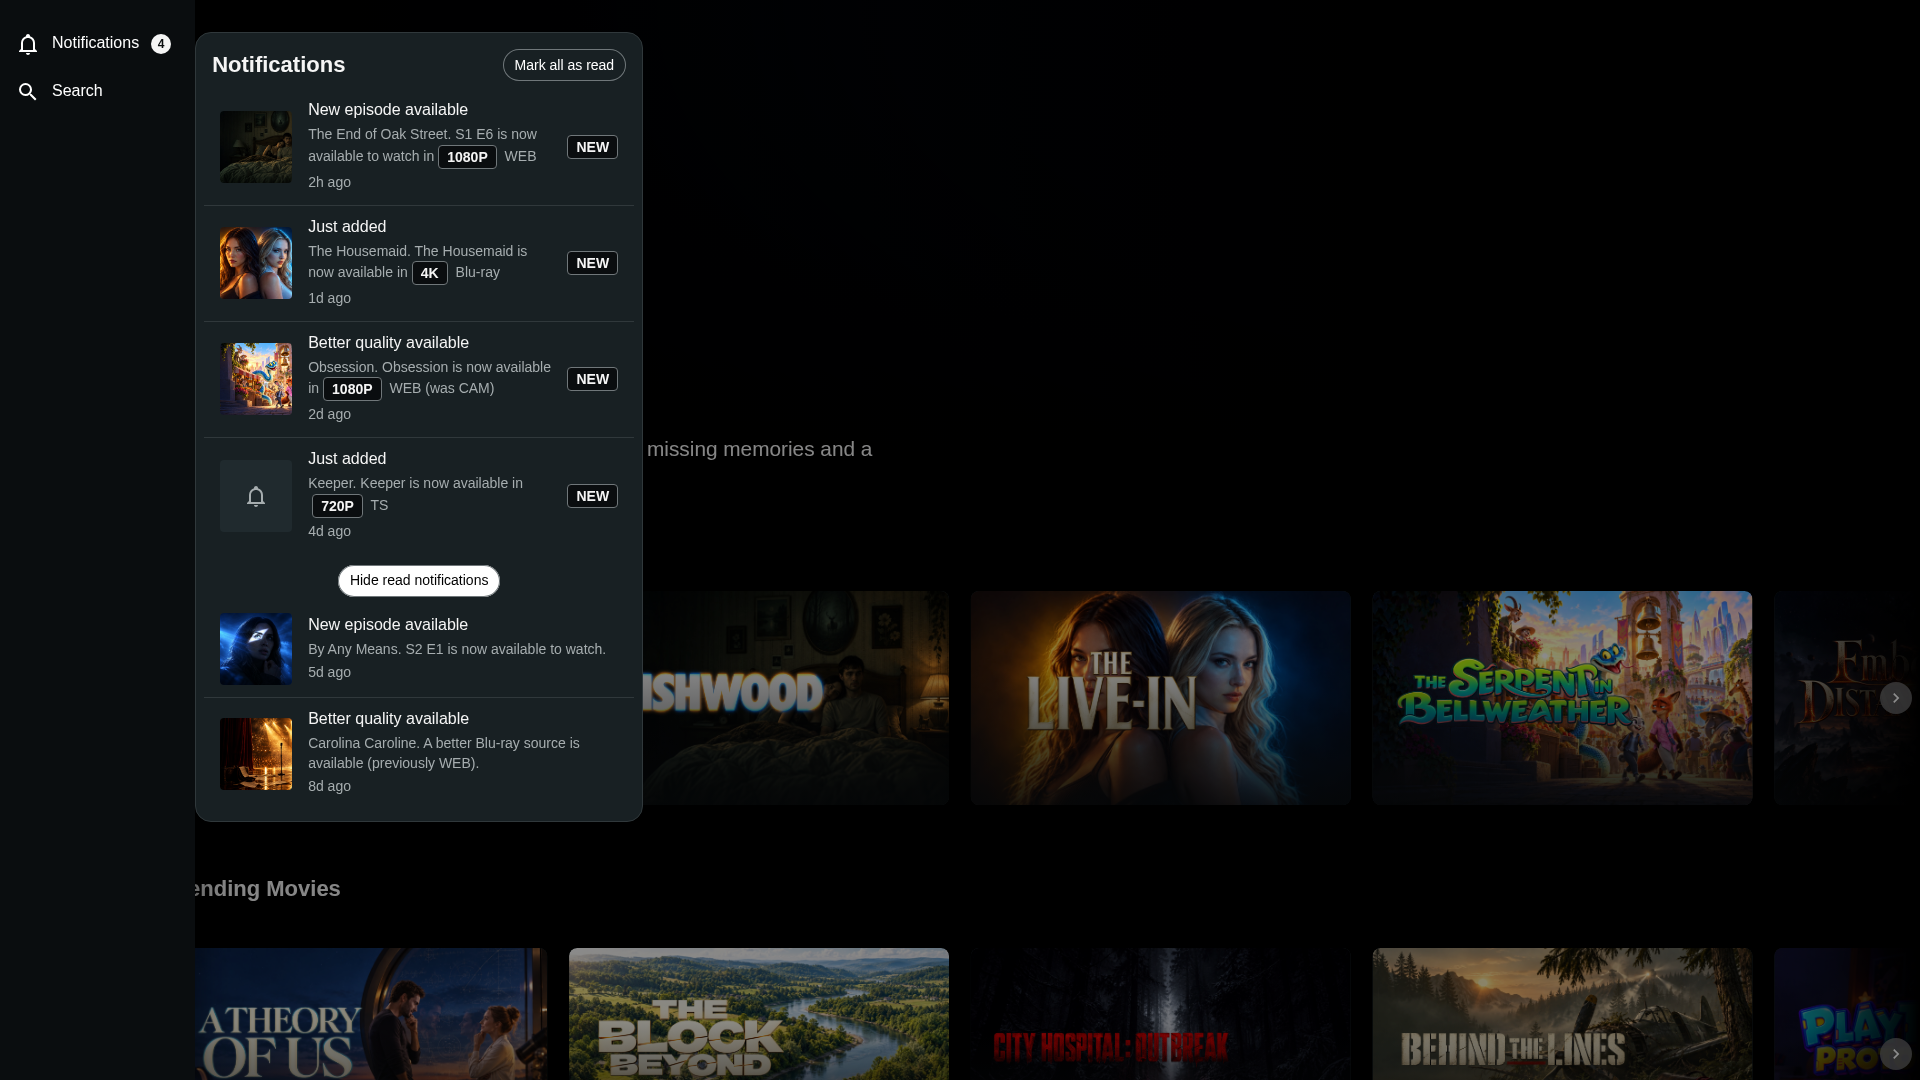 Notifications 4
Search
Notifications
Mark all as read
New episode available
The End of Oak Street. S1 E6 is now
available to watch in 1080P WEB
2h ago
NEW
Just added
The Housemaid. The Housemaid is
now available in 4K Blu-ray
1d ago
NEW
Better quality available
Obsession. Obsession is now available
in 1080P WEB (was CAM)
2d ago
NEW
Just added
Keeper. Keeper is now available in
720P TS
4d ago
NEW
Hide read notifications
New episode available
By Any Means. S2 E1 is now available to watch.
5d ago
Better quality available
Carolina Caroline. A better Blu-ray source is
available (previously WEB).
8d ago
missing memories and a
ISHWOOD
THE
LIVE-IN
THE SERPENT IN
BELLWEATHER
Emb
Dist
ending Movies
A THEORY
OF US
THE
BLOCK
BEYOND
CITY HOSPITAL: OUTBREAK
BEHIND THE LINES
PLAY
PRO